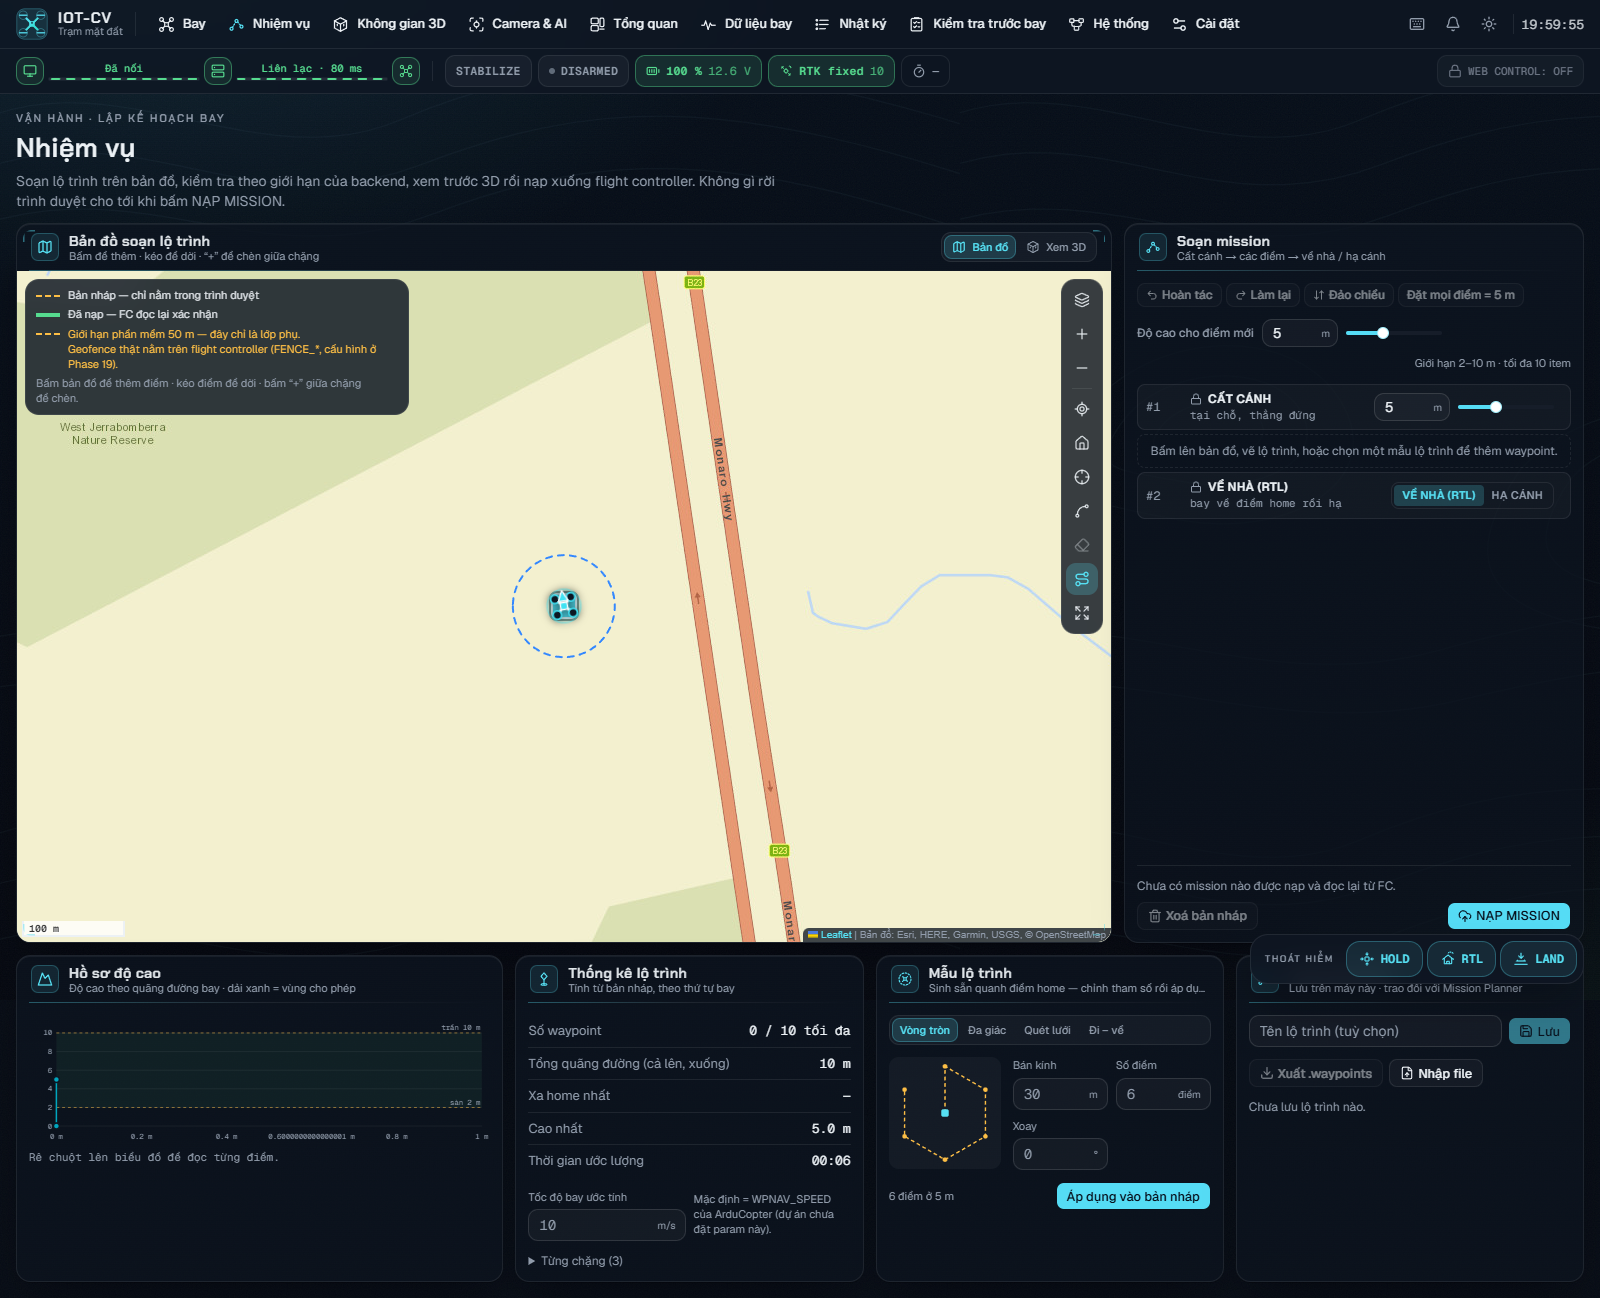 IOT-CV
Trạm mặt đất
Bay
Nhiệm vụ
Không gian 3D
Camera & AI
Tổng quan
Dữ liệu bay
Nhật ký
Kiểm tra trước bay
Hệ thống
Cài đặt
19:59:55
Đã nối
Liên lạc · 80 ms
STABILIZE
DISARMED
100 % 12.6 V
RTK fixed 10
–
WEB CONTROL: OFF
VẬN HÀNH · LẬP KẾ HOẠCH BAY
Nhiệm vụ
Soạn lộ trình trên bản đồ, kiểm tra theo giới hạn của backend, xem trước 3D rồi nạp xuống flight controller. Không gì rời
trình duyệt cho tới khi bấm NẠP MISSION.
Bản đồ soạn lộ trình
Bấm để thêm · kéo để dời · “+” để chèn giữa chặng
Bản đồ
Xem 3D
Bản nháp — chỉ nằm trong trình duyệt
Đã nạp — FC đọc lại xác nhận
Giới hạn phần mềm 50 m — đây chỉ là lớp phụ.
Geofence thật nằm trên flight controller (FENCE_*, cấu hình ở
Phase 19).
Bấm bản đồ để thêm điểm · kéo điểm để dời · bấm “+” giữa chặng
để chèn.
West Jerrabomberra
Nature Reserve
B23
Monaro Hwy
B23
Monar
100 m
Leaflet | Bản đồ: Esri, HERE, Garmin, USGS, © OpenStreetMap
Soạn mission
Cất cánh → các điểm → về nhà / hạ cánh
Hoàn tác
Làm lại
Đảo chiều
Đặt mọi điểm = 5 m
Độ cao cho điểm mới
5 m
Giới hạn 2–10 m · tối đa 10 item
#1
CẤT CÁNH
tại chỗ, thẳng đứng
5 m
Bấm lên bản đồ, vẽ lộ trình, hoặc chọn một mẫu lộ trình để thêm waypoint.
#2
VỀ NHÀ (RTL)
bay về điểm home rồi hạ
VỀ NHÀ (RTL)
HẠ CÁNH
Chưa có mission nào được nạp và đọc lại từ FC.
Xoá bản nháp
NẠP MISSION
THOÁT HIỂM
HOLD
RTL
LAND
Hồ sơ độ cao
Độ cao theo quãng đường bay · dải xanh = vùng cho phép
trần 10 m
10
8
6
4
2
0
sàn 2 m
0 m
0.2 m
0.4 m
0.6000000000000001 m
0.8 m
1 m
Rê chuột lên biểu đồ để đọc từng điểm.
Thống kê lộ trình
Tính từ bản nháp, theo thứ tự bay
Số waypoint
0 / 10 tối đa
Tổng quãng đường (cả lên, xuống)
10 m
Xa home nhất
–
Cao nhất
5.0 m
Thời gian ước lượng
00:06
Tốc độ bay ước tính
10 m/s
Mặc định = WPNAV_SPEED
của ArduCopter (dự án chưa
đặt param này).
Từng chặng (3)
Mẫu lộ trình
Sinh sẵn quanh điểm home — chỉnh tham số rồi áp dụ…
Vòng tròn
Đa giác
Quét lưới
Đi – về
Bán kính
30 m
Số điểm
6 điểm
Xoay
0 °
6 điểm ở 5 m
Áp dụng vào bản nháp
Lưu trên máy này · trao đổi với Mission Planner
Tên lộ trình (tuỳ chọn)
Lưu
Xuất .waypoints
Nhập file
Chưa lưu lộ trình nào.